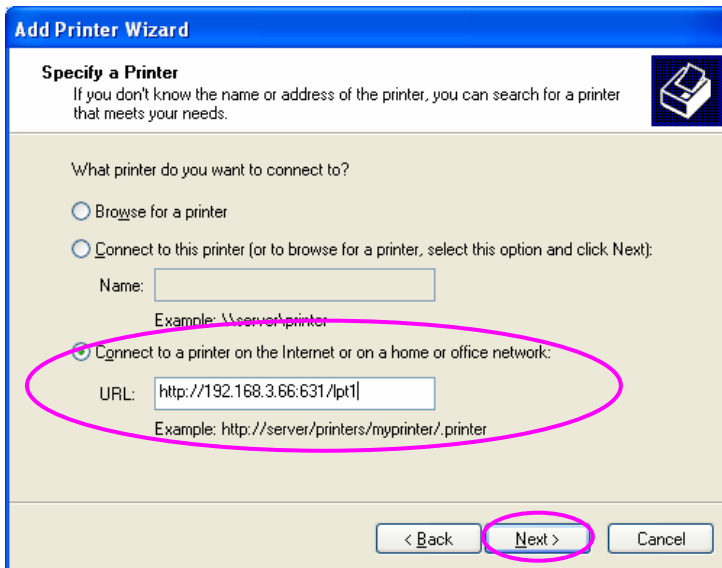 Add Printer Wizard
Specify a Printer
If you don't know the name or address of the printer, you can search for a printer
that meets your needs.
What printer do you want to connect to?
Browse for a printer
Connect to this printer (or to browse for a printer, select this option and click Next):
Name:
Example: \\server\printer
Connect to a printer on the Internet or on a home or office network:
URL: http://192.168.3.66:631/lpt1
Example: http://server/printers/myprinter/.printer
< Back Next > Cancel